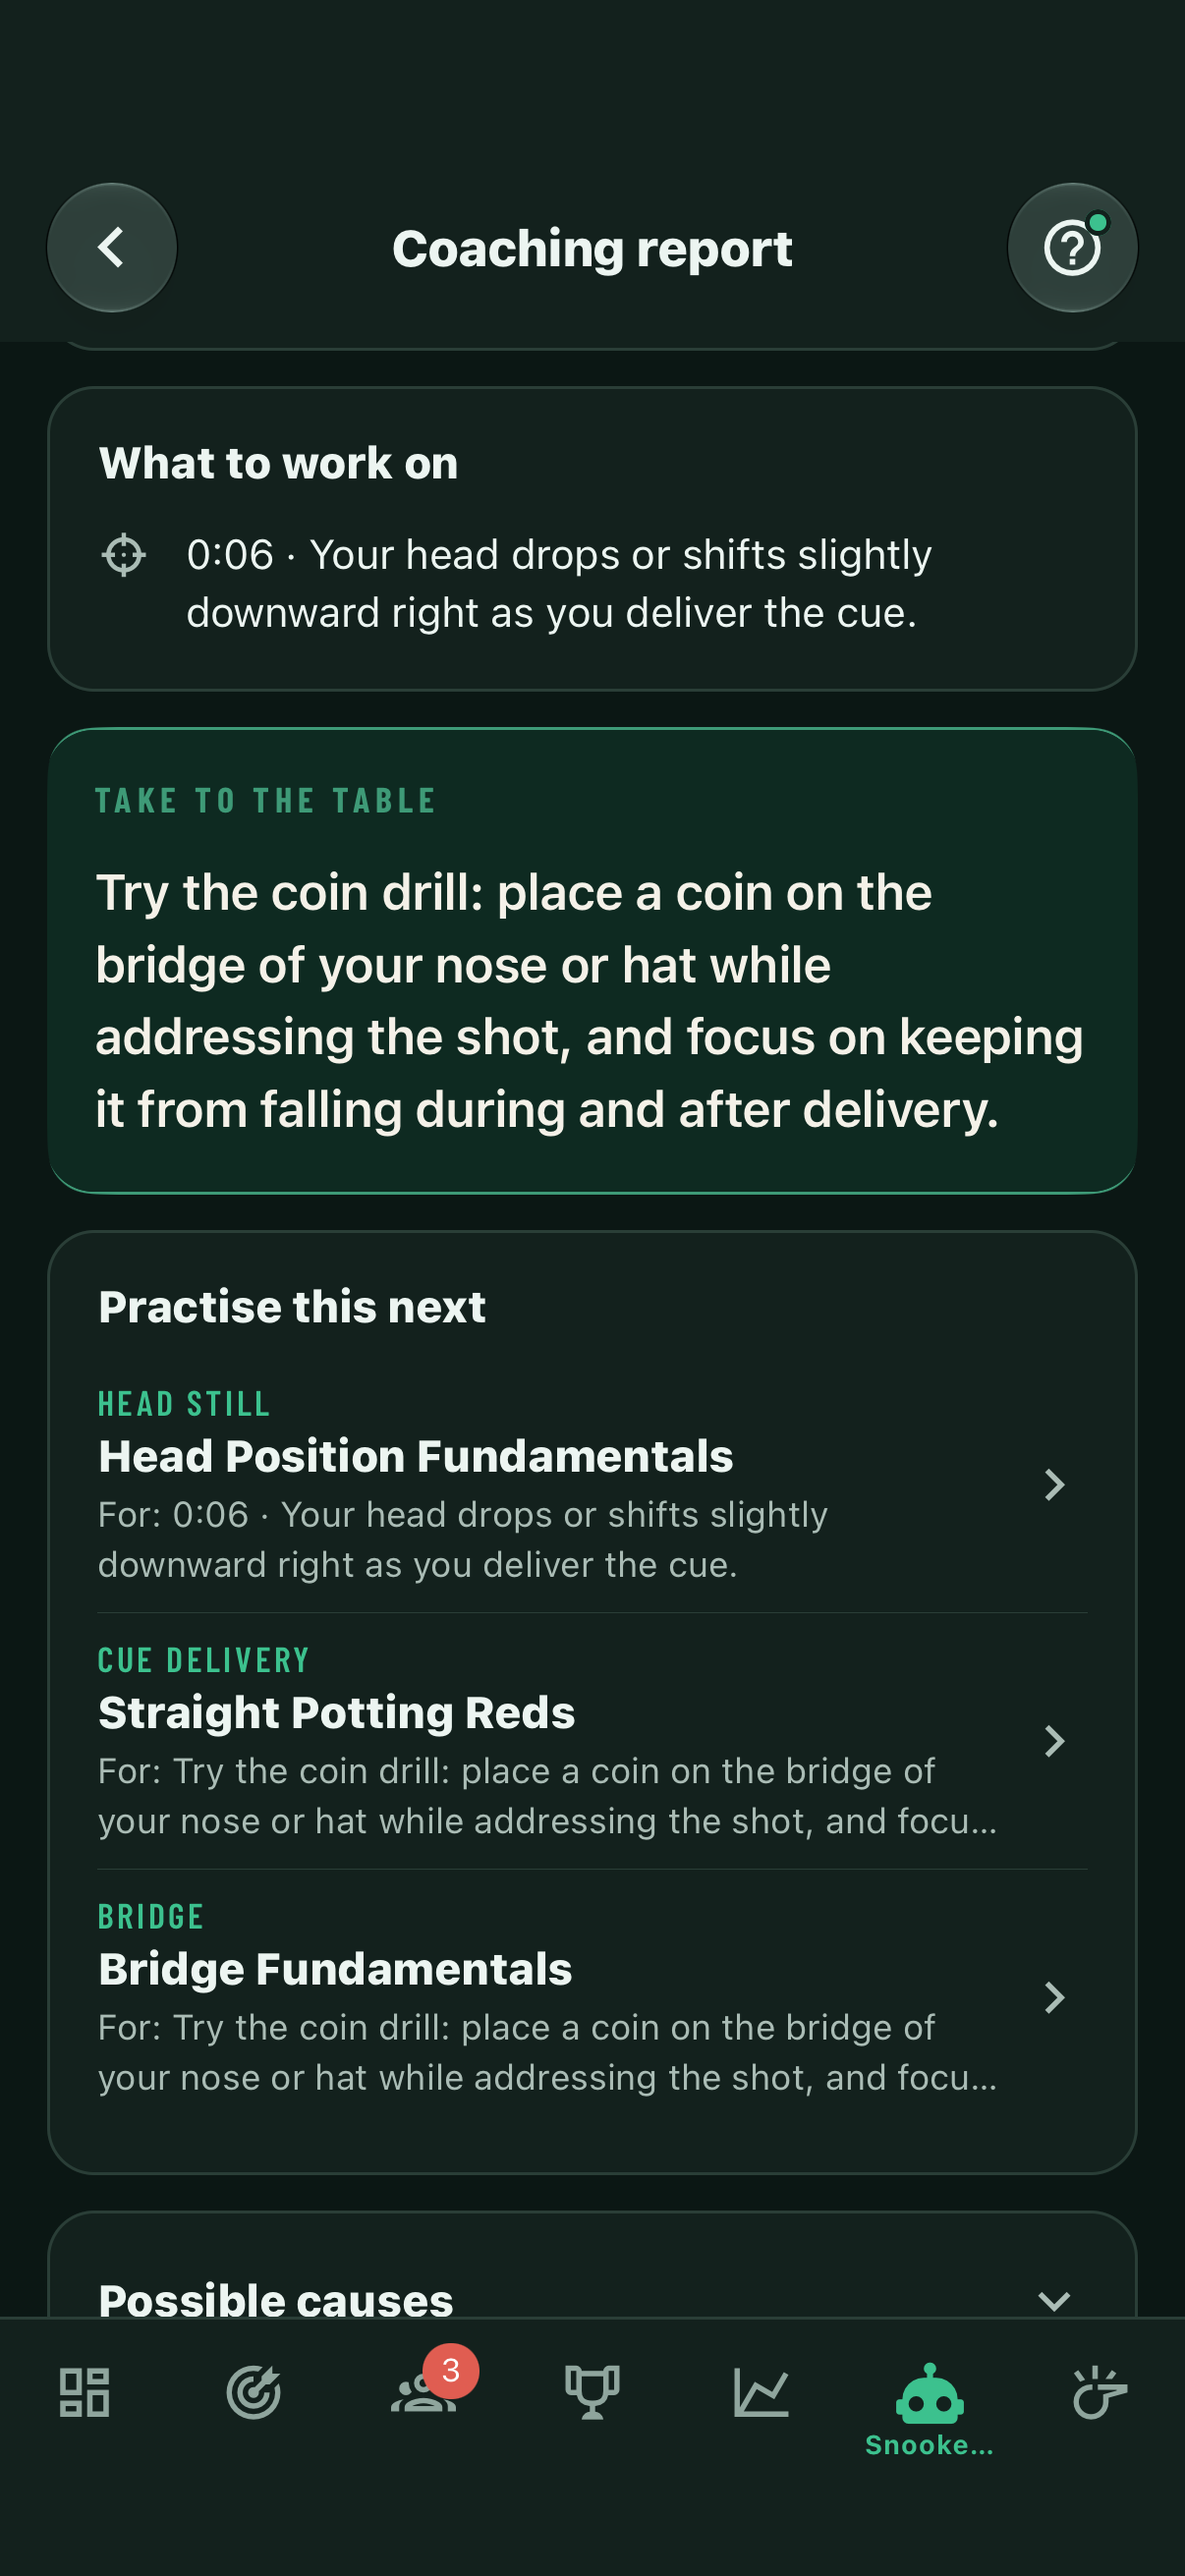 Coaching report
What to work on
0:06 · Your head drops or shifts slightly
downward right as you deliver the cue.
TAKE TO THE TABLE
Try the coin drill: place a coin on the
bridge of your nose or hat while
addressing the shot, and focus on keeping
it from falling during and after delivery.
Practise this next
HEAD STILL
Head Position Fundamentals
For: 0:06 · Your head drops or shifts slightly
downward right as you deliver the cue.
CUE DELIVERY
Straight Potting Reds
For: Try the coin drill: place a coin on the bridge of
your nose or hat while addressing the shot, and focu...
BRIDGE
Bridge Fundamentals
For: Try the coin drill: place a coin on the bridge of
your nose or hat while addressing the shot, and focu...
Possible causes
3
Snooke...